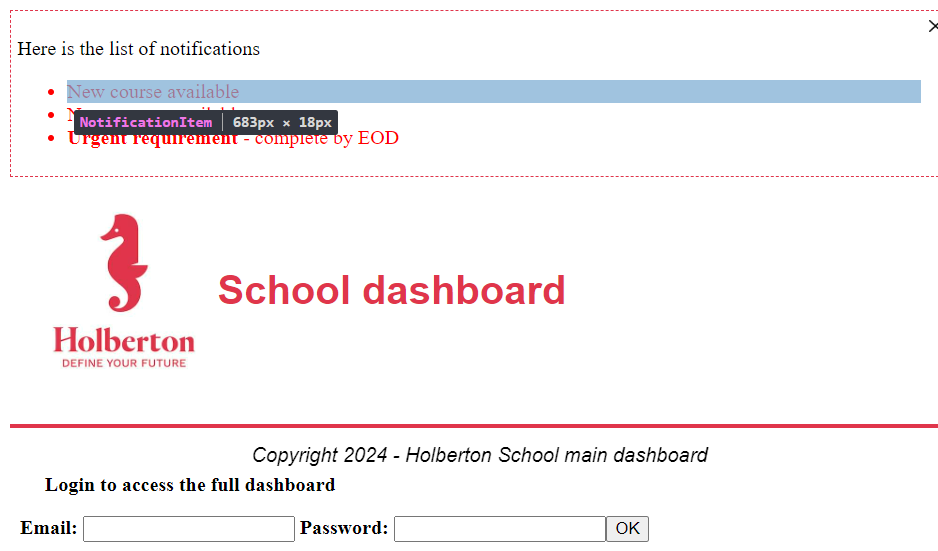 Here is the list of notifications
New course available
NotificationItem 683px × 18px
Urgent requirement - complete by EOD
School dashboard
Holberton
DEFINE YOUR FUTURE
Copyright 2024 - Holberton School main dashboard
Login to access the full dashboard
Email: Password: OK